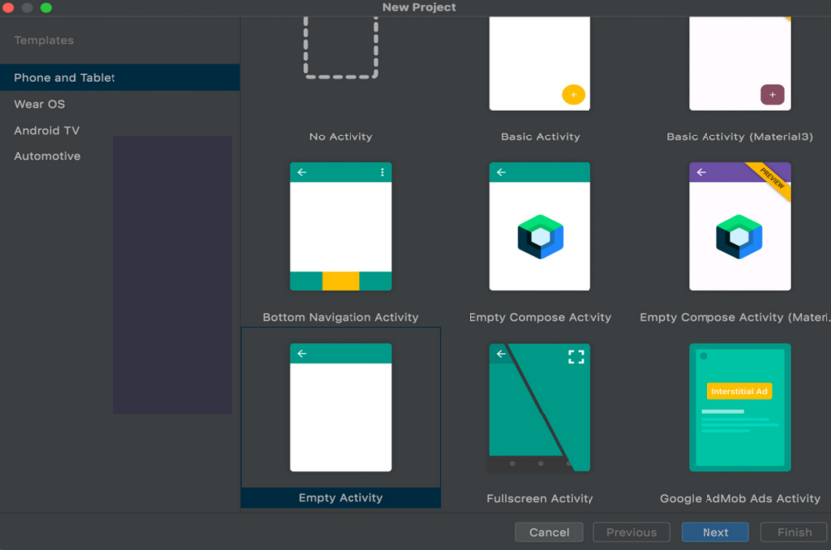 New Project
Templates
Phone and Tablet
Wear OS
Android TV
Automotive
No Activity
Basic Activity
Basic Activity (Material3)
PREVIEW
Bottom Navigation Activity
Empty Compose Activity
Empty Compose Activity (Materi...
Interstitial Ad
Empty Activity
Fullscreen Activity
Google AdMob Ads Activity
Cancel
Previous
Next
Finish